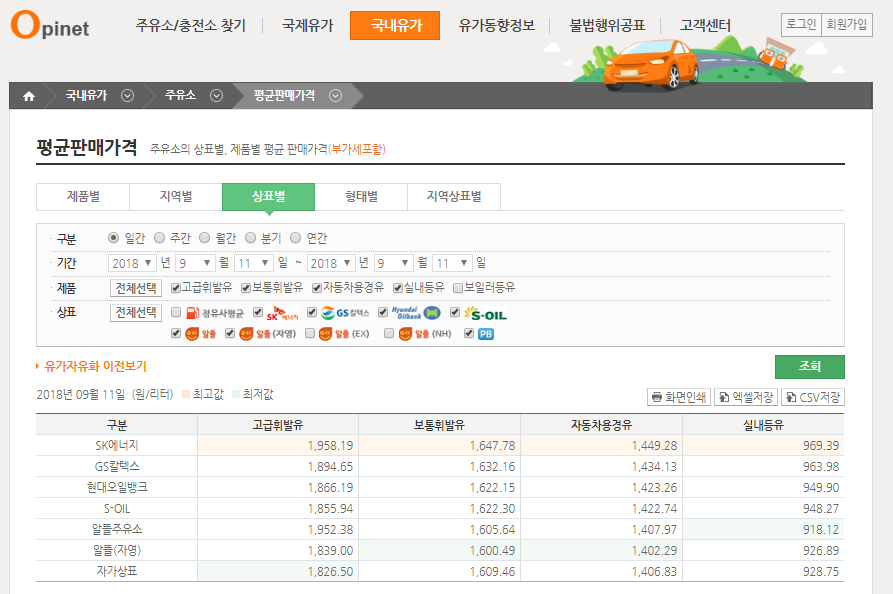 Opinet 주유소/충전소 찾기 국제유가 국내유가 유가동향정보 불법행위공표 고객센터 로그인 회원가입
국내유가 주유소 평균판매가격
평균판매가격 주유소의 상표별, 제품별 평균 판매가격(부가세포함)
제품별 지역별 상표별 형태별 지역상표별
· 구분 일간 주간 월간 분기 연간
· 기간 2018 ▼ 년 9 ▼ 월 11 ▼ 일 ~ 2018 ▼ 년 9 ▼ 월 11 ▼ 일
· 제품 전체선택 고급휘발유 보통휘발유 자동차용경유 실내등유 보일러등유
· 상표 전체선택 정유사평균 SK에너지 GS칼텍스 Hyundai Oilbank S-OIL
알뜰 알뜰(자영) 알뜰(EX) 알뜰(NH) PB
유가자유화 이전보기 조회
2018년 09월 11일 (원/리터) 최고값 최저값 화면인쇄 엑셀저장 CSV저장
구분 고급휘발유 보통휘발유 자동차용경유 실내등유
SK에너지 1,958.19 1,647.78 1,449.28 969.39
GS칼텍스 1,894.65 1,632.16 1,434.13 963.98
현대오일뱅크 1,866.19 1,622.15 1,423.26 949.90
S-OIL 1,855.94 1,622.30 1,422.74 948.27
알뜰주유소 1,952.38 1,605.64 1,407.97 918.12
알뜰(자영) 1,839.00 1,600.49 1,402.29 926.89
자가상표 1,826.50 1,609.46 1,406.83 928.75